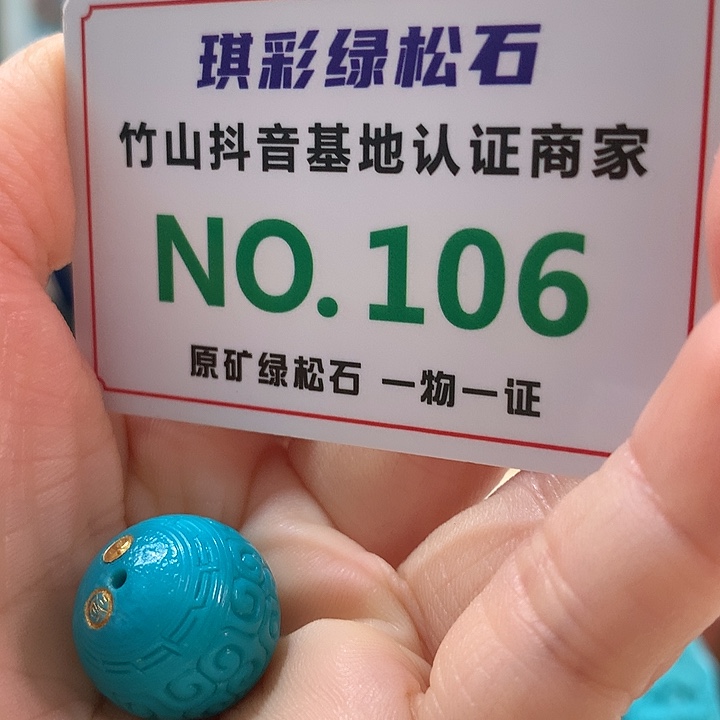 琪彩绿松石
竹山抖音基地认证商家
NO.106
原矿绿松石 一物一证